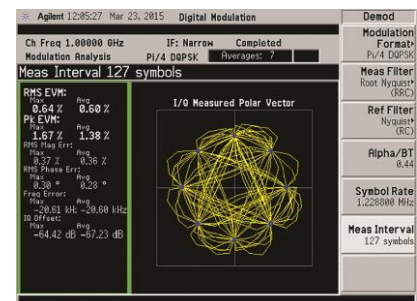 Agilent 12:05:27 Mar 23, 2015 Digital Modulation
Ch Freq 1.00000 GHz IF: Narrow Completed
Modulation Analysis Pi/4 DQPSK Averages: 7
Meas Interval 127 symbols
RMS EVM:
Max Avg
0.64 % 0.60 %
Pk EVM:
Max Avg
1.67 % 1.38 %
RMS Mag Err:
Max Avg
0.37 % 0.36 %
RMS Phase Err:
Max Avg
0.30 ° 0.28 °
Freq Error:
Max Avg
-20.61 kHz -20.60 kHz
IQ Offset:
Max Avg
-64.42 dB -67.23 dB
I/Q Measured Polar Vector
Demod
Modulation
Format
Pi/4 DQPSK
Meas Filter
Root Nyquist
(RRC)
Ref Filter
Nyquist
(RC)
Alpha/BT
0.44
Symbol Rate
1.228800 MHz
Meas Interval
127 symbols